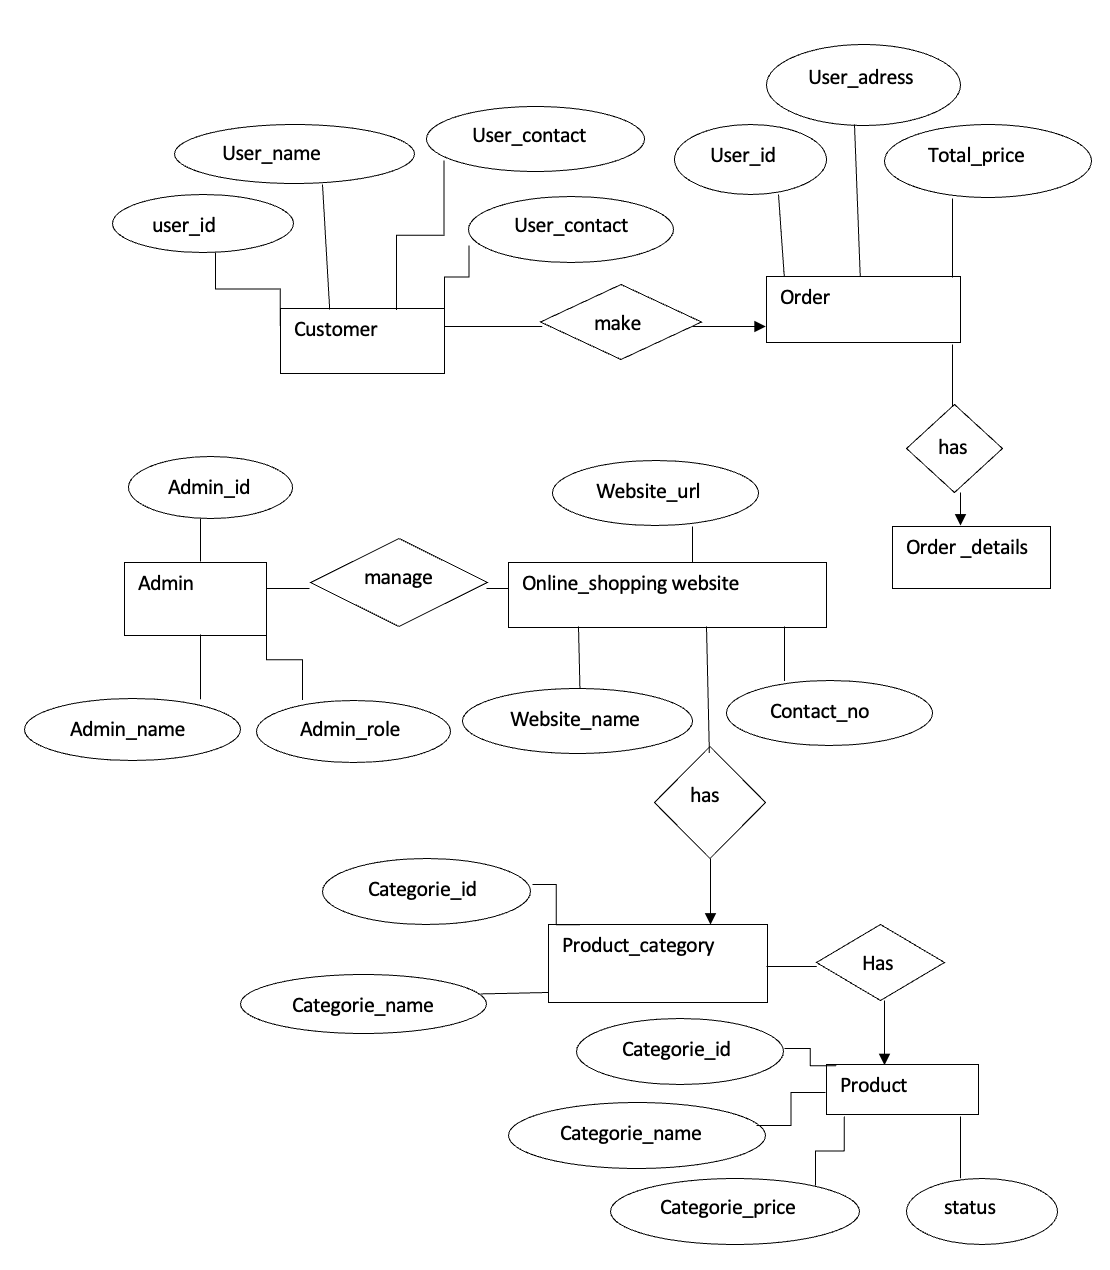 User_adress
User_contact
User_name
User_id
Total_price
user_id
User_contact
Order
Customer
make
has
Admin_id
Website_url
Order _details
Admin
manage
Online_shopping website
Admin_name
Admin_role
Website_name
Contact_no
has
Categorie_id
Product_category
Has
Categorie_name
Categorie_id
Product
Categorie_name
Categorie_price
status